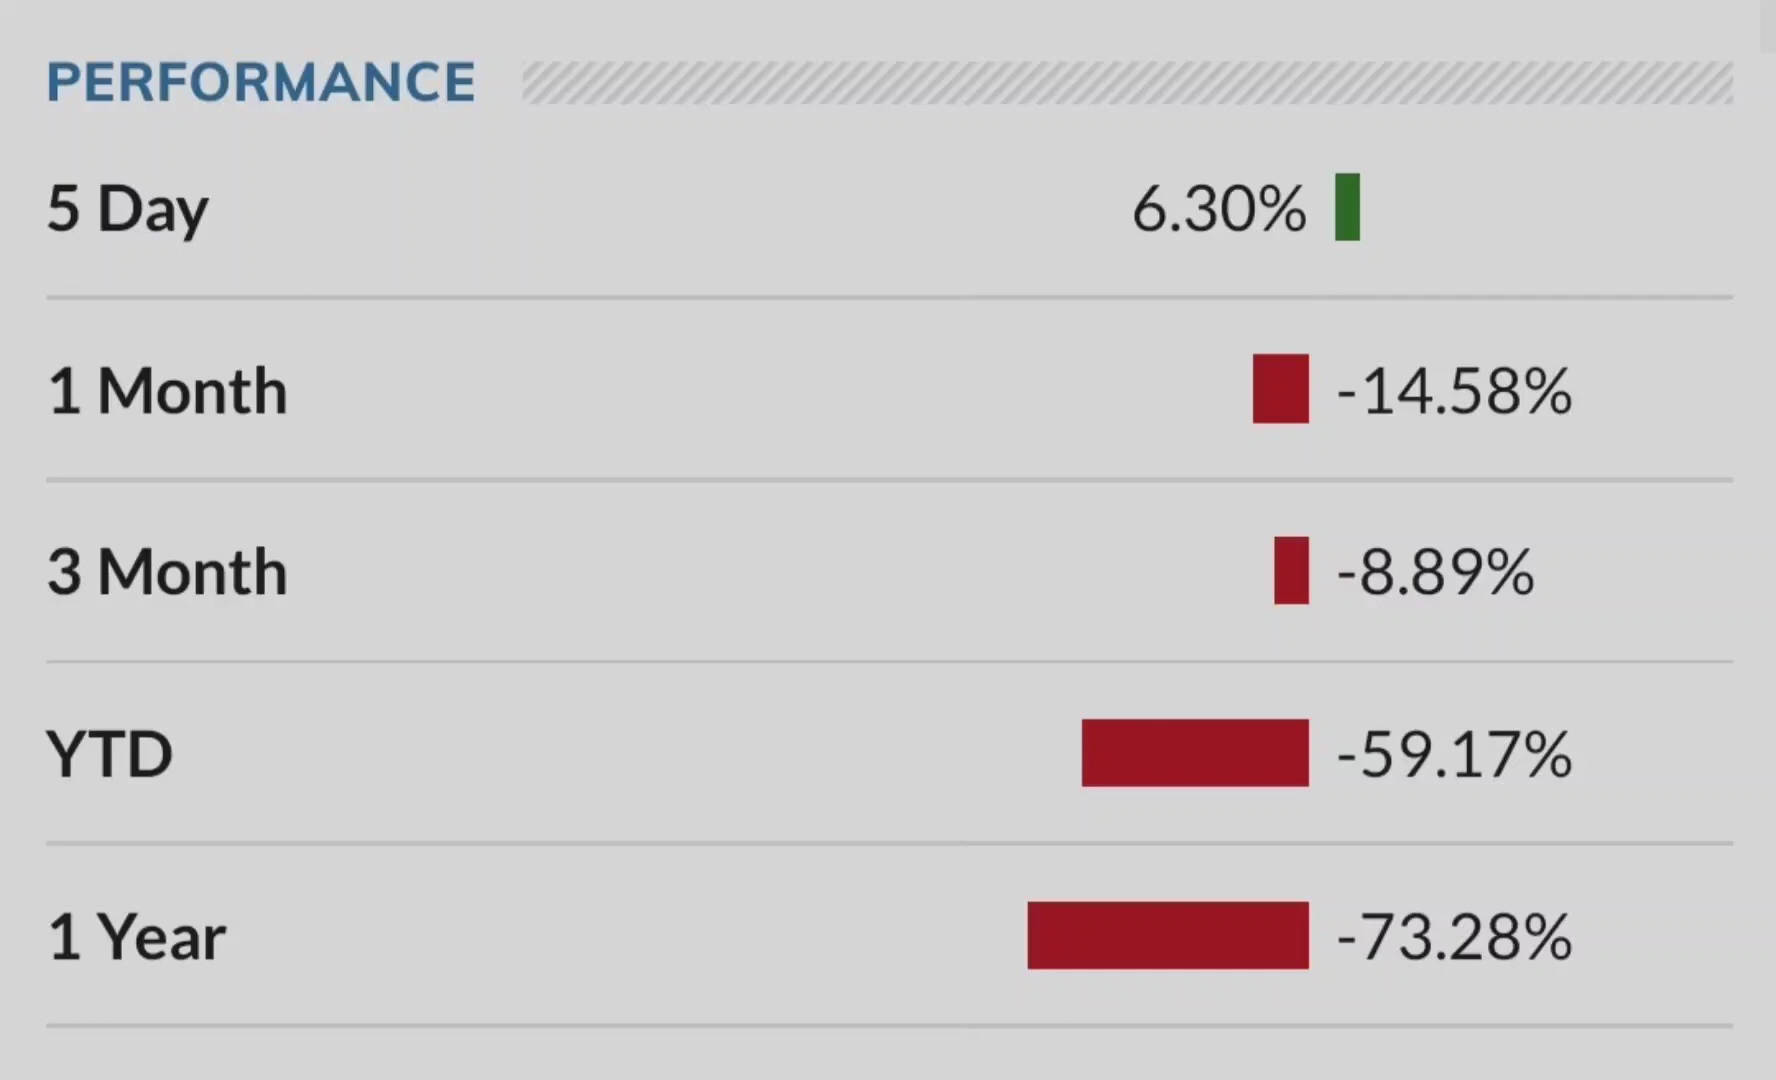 PERFORMANCE
5 Day 6.30%
1 Month -14.58%
3 Month -8.89%
YTD -59.17%
1 Year -73.28%